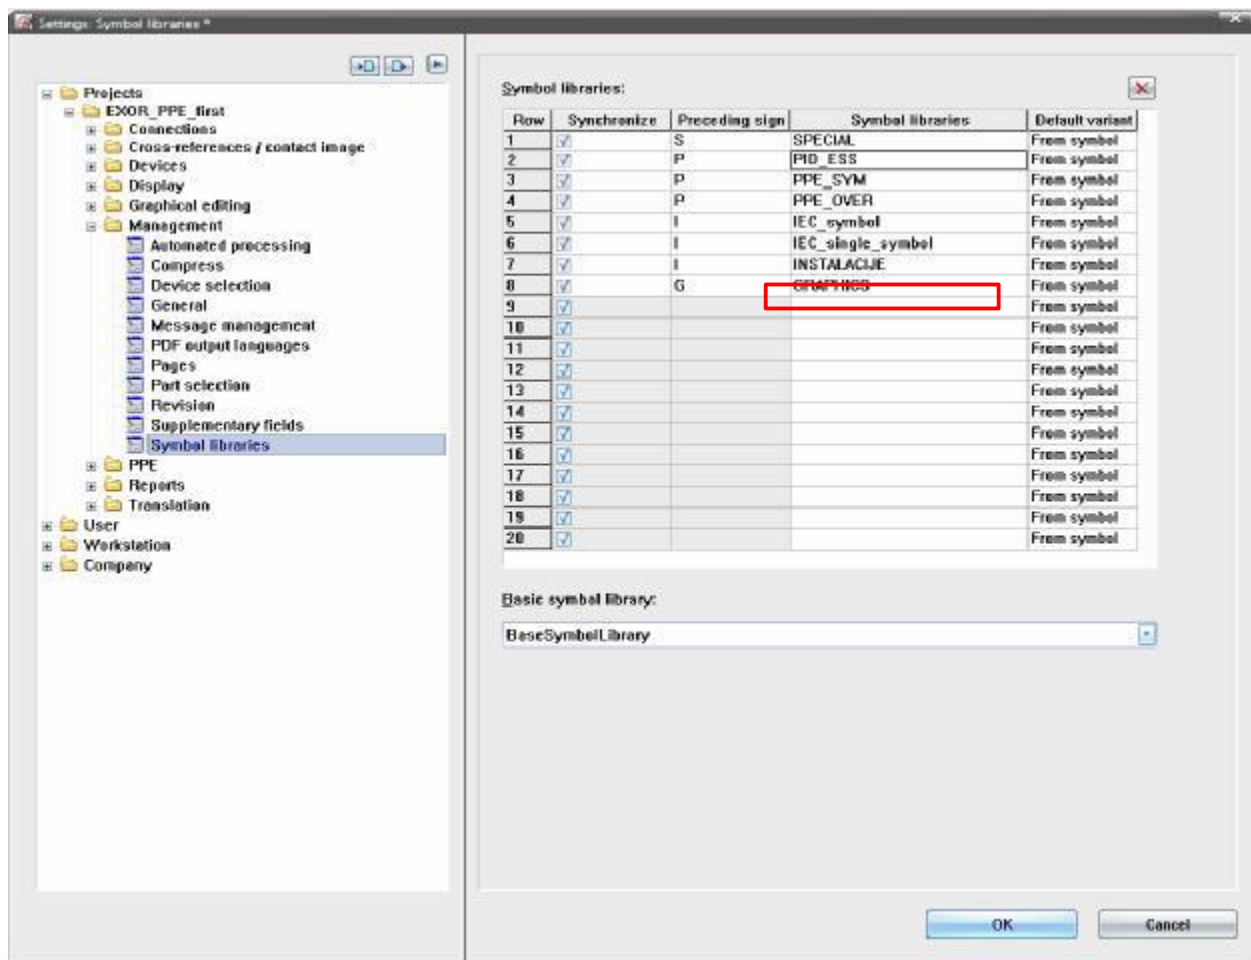 Settings: Symbol libraries *
Projects
EXOR_PPE_first
Connections
Cross-references / contact image
Devices
Display
Graphical editing
Management
Automated processing
Compress
Device selection
General
Message management
PDF output languages
Pages
Part selection
Revision
Supplementary fields
Symbol libraries
PPE
Reports
Translation
User
Workstation
Company
Symbol libraries:
Row Synchronize Preceding sign Symbol libraries Default variant
1 S SPECIAL From symbol
2 P PID_ESS From symbol
3 P PPE_SYM From symbol
4 P PPE_OVER From symbol
5 I IEC_symbol From symbol
6 I IEC_single_symbol From symbol
7 I INSTALACIJE From symbol
8 G GRAPHICS From symbol
9 From symbol
10 From symbol
11 From symbol
12 From symbol
13 From symbol
14 From symbol
15 From symbol
16 From symbol
17 From symbol
18 From symbol
19 From symbol
20 From symbol
Basic symbol library:
BaseSymbolLibrary
OK Cancel